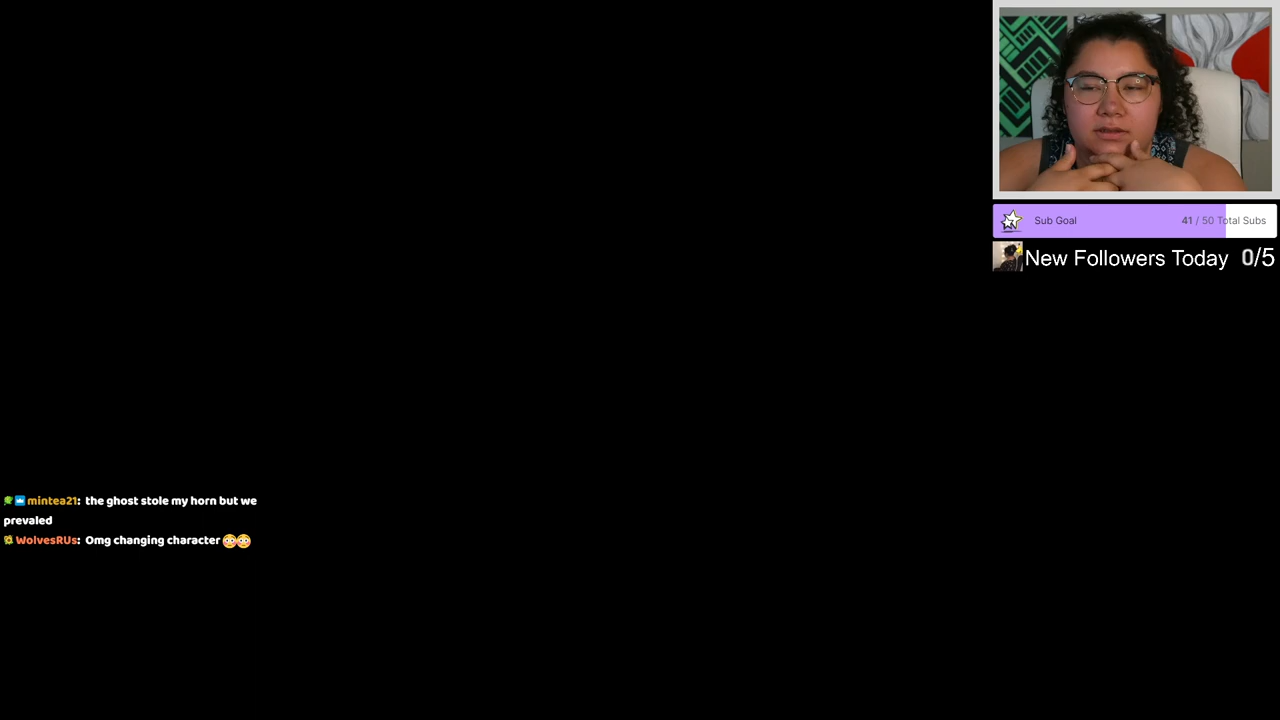 Sub Goal 41 / 50 Total Subs
New Followers Today 0/5
mintea21: the ghost stole my horn but we
prevaled
WolvesRUs: Omg changing character 😳😳